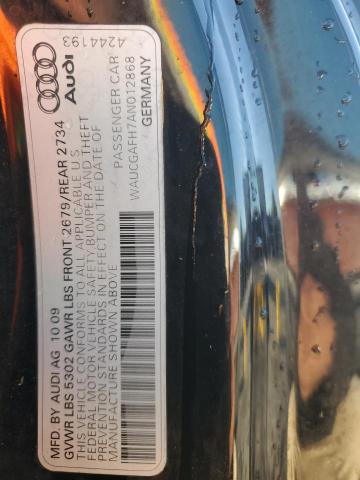 4244193
Audi
MFD. BY AUDI AG 10 09
GVWR LBS 5302 GAWR LBS FRONT 2679/REAR 2734
THIS VEHICLE CONFORMS TO ALL APPLICABLE U S
FEDERAL MOTOR VEHICLE SAFETY BUMPER AND THEFT
PREVENTION STANDARDS IN EFFECT ON THE DATE OF
MANUFACTURE SHOWN ABOVE
PASSENGER CAR
WAUCGAFH7AN012868
GERMANY